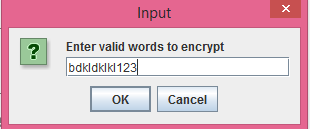 Input
Enter valid words to encrypt
bdkldklkl123
OK Cancel